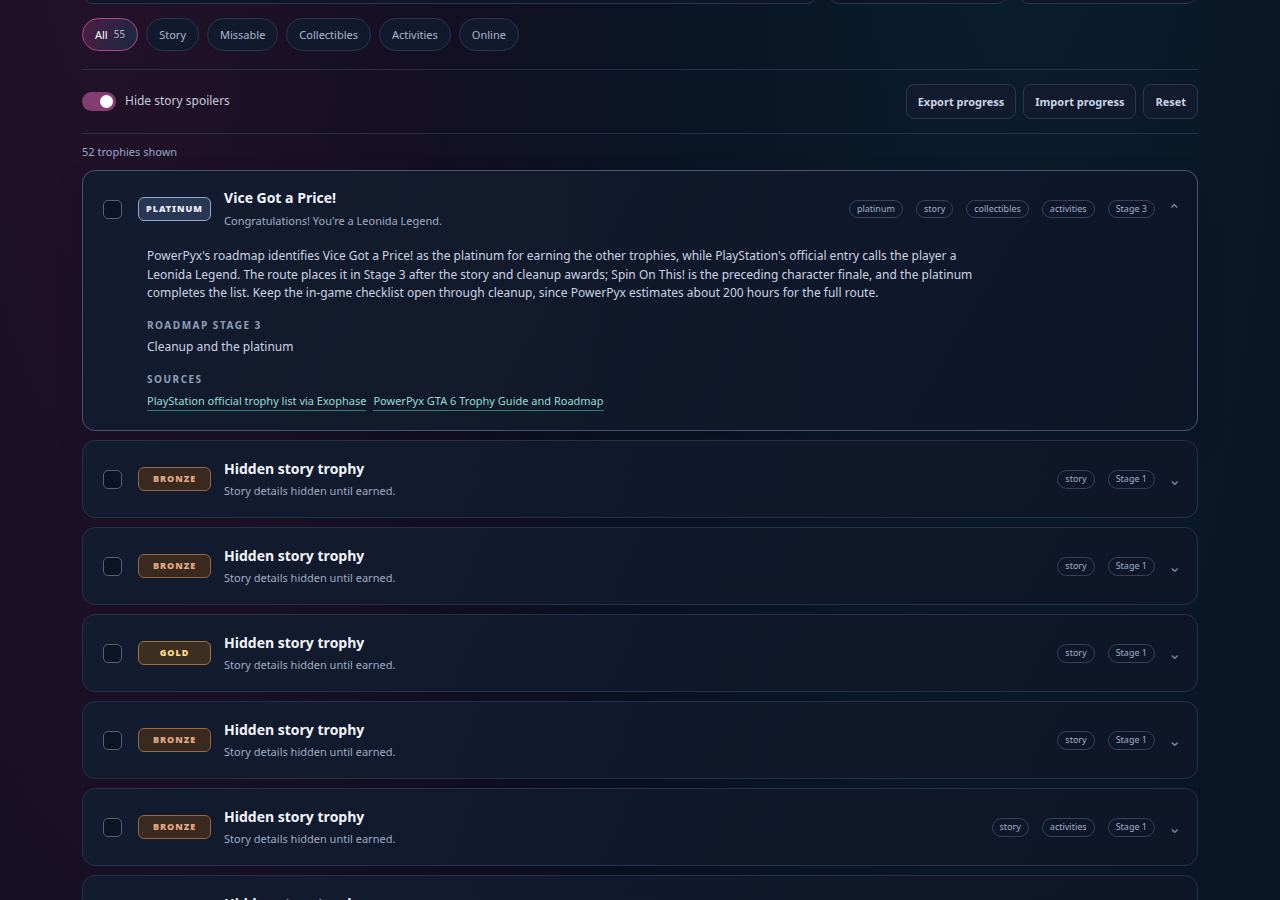 All 55 Story Missable Collectibles Activities Online
Hide story spoilers Export progress Import progress Reset
52 trophies shown
PLATINUM Vice Got a Price! platinum story collectibles activities Stage 3
Congratulations! You're a Leonida Legend.
PowerPyx's roadmap identifies Vice Got a Price! as the platinum for earning the other trophies, while PlayStation's official entry calls the player a
Leonida Legend. The route places it in Stage 3 after the story and cleanup awards; Spin On This! is the preceding character finale, and the platinum
completes the list. Keep the in-game checklist open through cleanup, since PowerPyx estimates about 200 hours for the full route.
ROADMAP STAGE 3
Cleanup and the platinum
SOURCES
PlayStation official trophy list via Exophase PowerPyx GTA 6 Trophy Guide and Roadmap
BRONZE Hidden story trophy story Stage 1
Story details hidden until earned.
BRONZE Hidden story trophy story Stage 1
Story details hidden until earned.
GOLD Hidden story trophy story Stage 1
Story details hidden until earned.
BRONZE Hidden story trophy story Stage 1
Story details hidden until earned.
BRONZE Hidden story trophy story activities Stage 1
Story details hidden until earned.